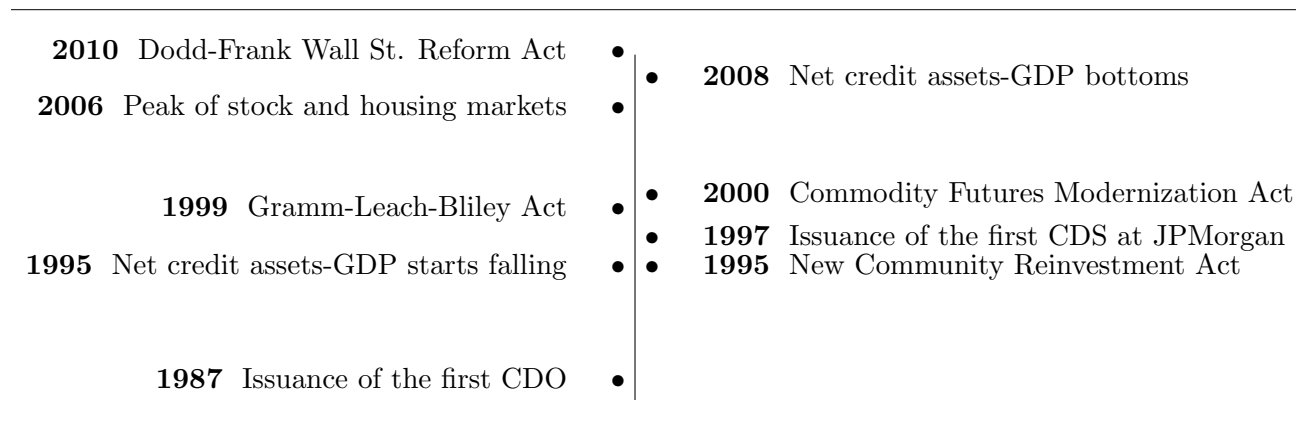 2010 Dodd-Frank Wall St. Reform Act
2008 Net credit assets-GDP bottoms
2006 Peak of stock and housing markets
2000 Commodity Futures Modernization Act
1999 Gramm-Leach-Bliley Act
1997 Issuance of the first CDS at JPMorgan
1995 Net credit assets-GDP starts falling
1995 New Community Reinvestment Act
1987 Issuance of the first CDO